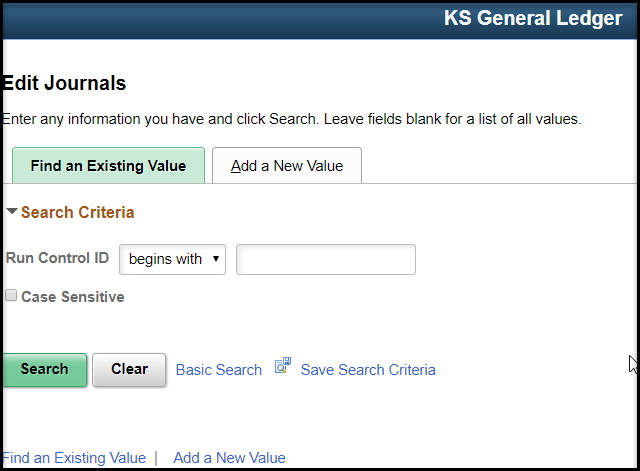 KS General Ledger
Edit Journals
Enter any information you have and click Search. Leave fields blank for a list of all values.
Find an Existing Value Add a New Value
Search Criteria
Run Control ID begins with
Case Sensitive
Search Clear Basic Search Save Search Criteria
Find an Existing Value | Add a New Value